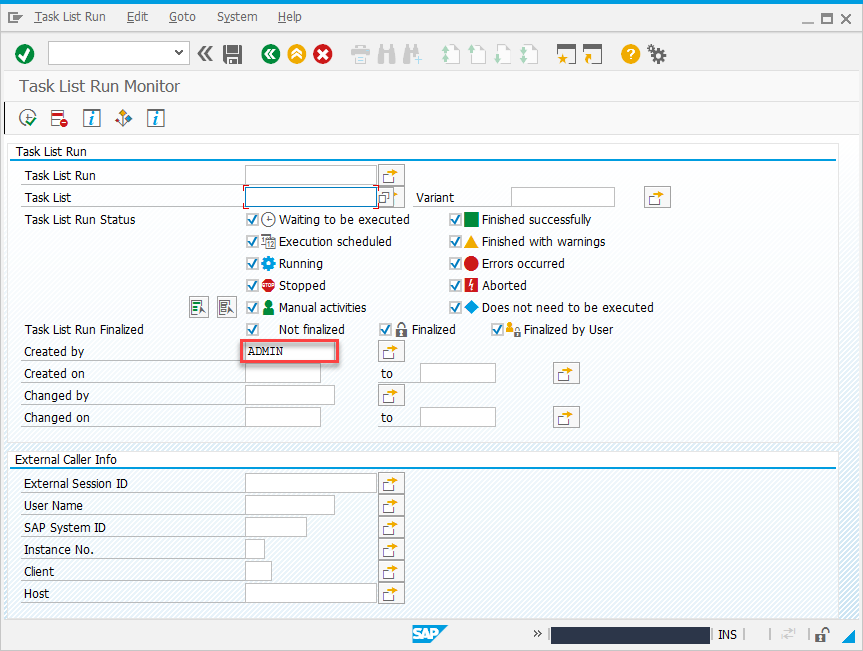 Task List Run Edit Goto System Help
Task List Run Monitor
Task List Run
Task List Run
Task List Variant
Task List Run Status Waiting to be executed Finished successfully
12 Execution scheduled Finished with warnings
Running Errors occurred
STOP Stopped Aborted
Manual activities Does not need to be executed
Task List Run Finalized Not finalized Finalized Finalized by User
Created by ADMIN
Created on to
Changed by
Changed on to
External Caller Info
External Session ID
User Name
SAP System ID
Instance No.
Client
Host
SAP » INS